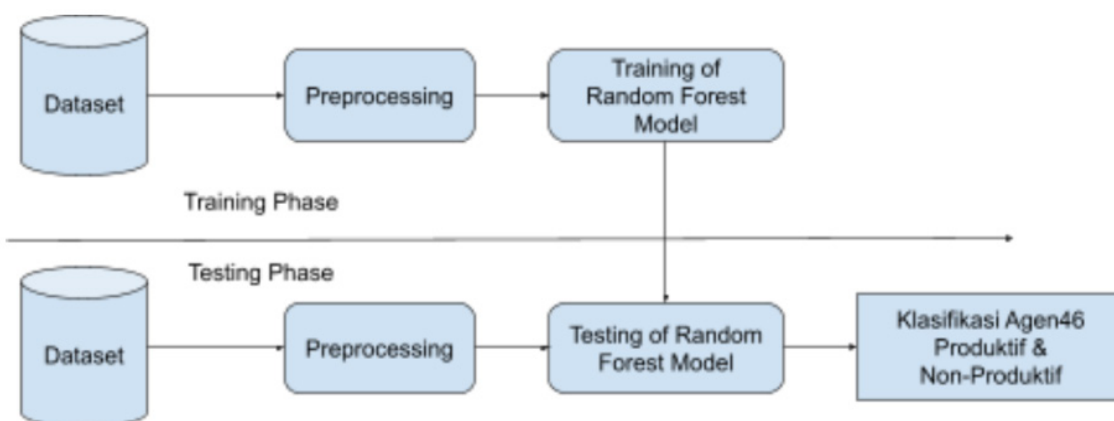 Dataset
Preprocessing
Training of
Random Forest
Model
Training Phase
Testing Phase
Dataset
Preprocessing
Testing of Random
Forest Model
Klasifikasi Agen46
Produktif &
Non-Produktif